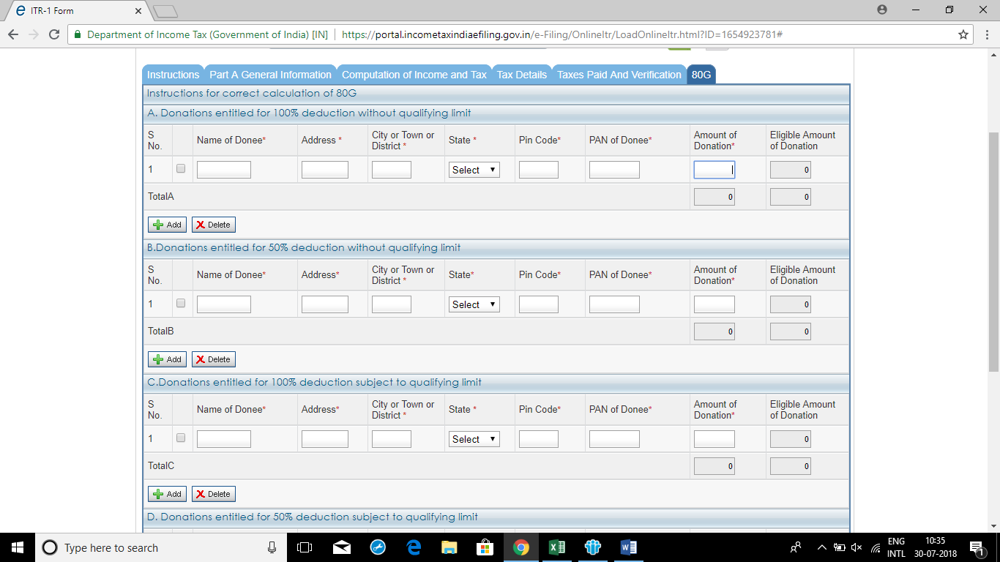 ITR-1 Form
Department of Income Tax (Government of India) [IN] https://portal.incometaxindiaefiling.gov.in/e-Filing/OnlineItr/LoadOnlineItr.html?ID=1654923781#
Instructions Part A General Information Computation of Income and Tax Tax Details Taxes Paid And Verification 80G
Instructions for correct calculation of 80G
A. Donations entitled for 100% deduction without qualifying limit
S No. Name of Donee* Address * City or Town or District * State * Pin Code* PAN of Donee* Amount of Donation* Eligible Amount of Donation
1 Select 0
TotalA 0 0
Add Delete
B.Donations entitled for 50% deduction without qualifying limit
S No. Name of Donee* Address* City or Town or District * State* Pin Code* PAN of Donee* Amount of Donation* Eligible Amount of Donation
1 Select 0
TotalB 0 0
Add Delete
C.Donations entitled for 100% deduction subject to qualifying limit
S No. Name of Donee* Address* City or Town or District * State * Pin Code* PAN of Donee* Amount of Donation* Eligible Amount of Donation
1 Select 0
TotalC 0 0
Add Delete
D. Donations entitled for 50% deduction subject to qualifying limit
Type here to search
ENG 10:35
INTL 30-07-2018
1